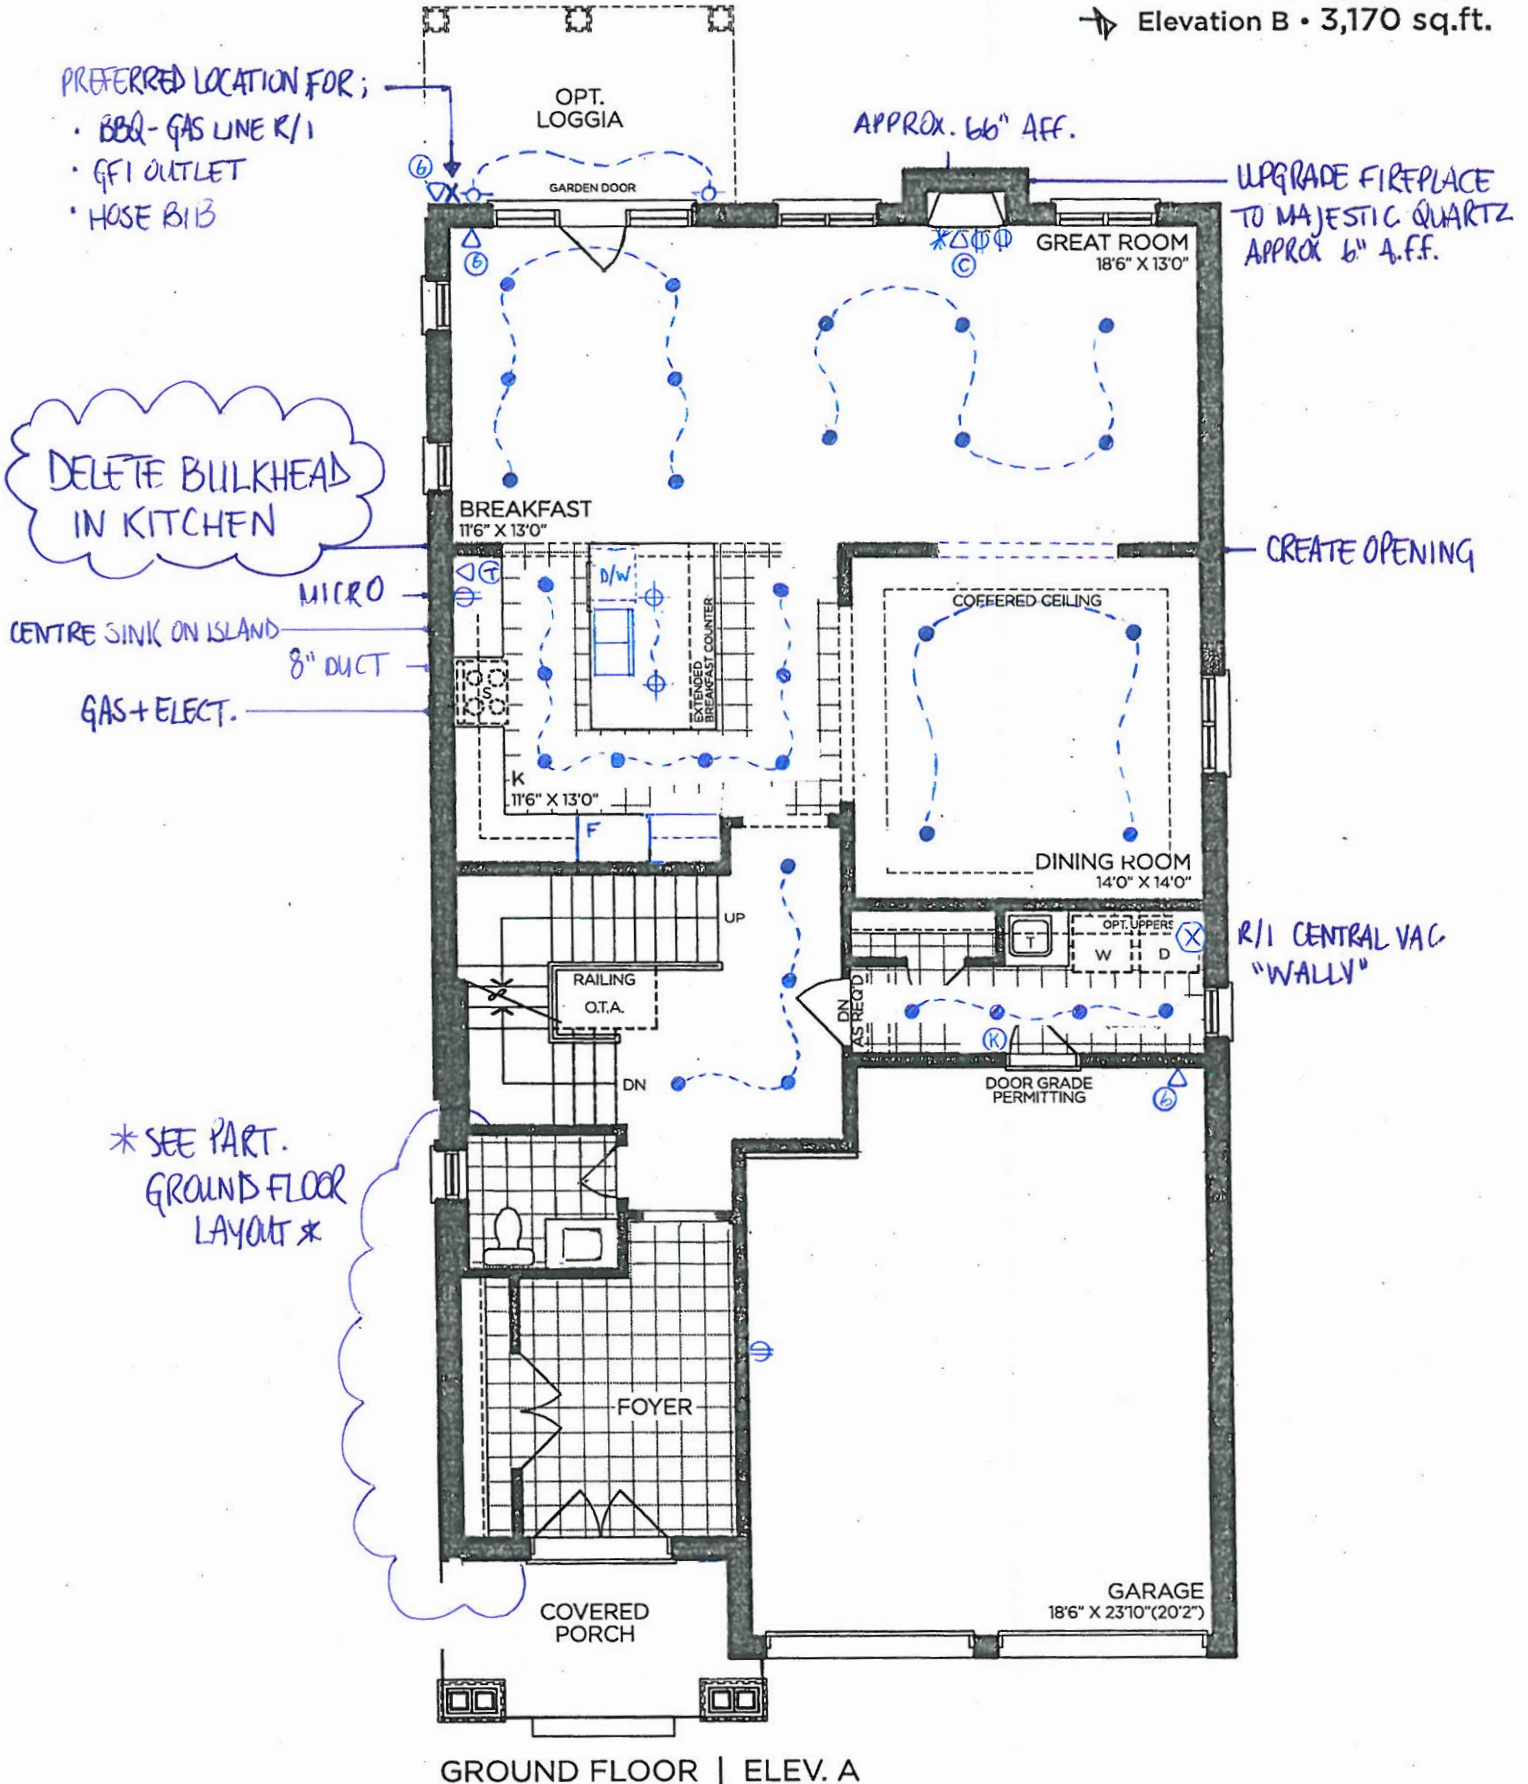 Elevation B • 3,170 sq.ft.
PREFERRED LOCATION FOR;
• BBQ - GAS LINE R/I
• GFI OUTLET
• HOSE BIB
OPT.
LOGGIA
APPROX. 66" AFF.
6
GARDEN DOOR
UPGRADE FIREPLACE
TO MAJESTIC QUARTZ
APPROX 6" A.F.F.
6
C
GREAT ROOM
18'6" X 13'0"
DELETE BULKHEAD
IN KITCHEN
BREAKFAST
11'6" X 13'0"
CREATE OPENING
MICRO
T
D/W
COFFERED CEILING
CENTRE SINK ON ISLAND
8" DUCT
EXTENDED
BREAKFAST COUNTER
S
GAS + ELECT.
K
11'6" X 13'0"
F
DINING ROOM
14'0" X 14'0"
UP
OPT. UPPERS
T
W
D
X
R/I CENTRAL VAC
"WALLY"
RAILING
O.T.A.
DN
AS REQ'D
K
DN
DOOR GRADE
PERMITTING
6
* SEE PART.
GROUND FLOOR
LAYOUT *
FOYER
GARAGE
18'6" X 23'10"(20'2")
COVERED
PORCH
GROUND FLOOR | ELEV. A